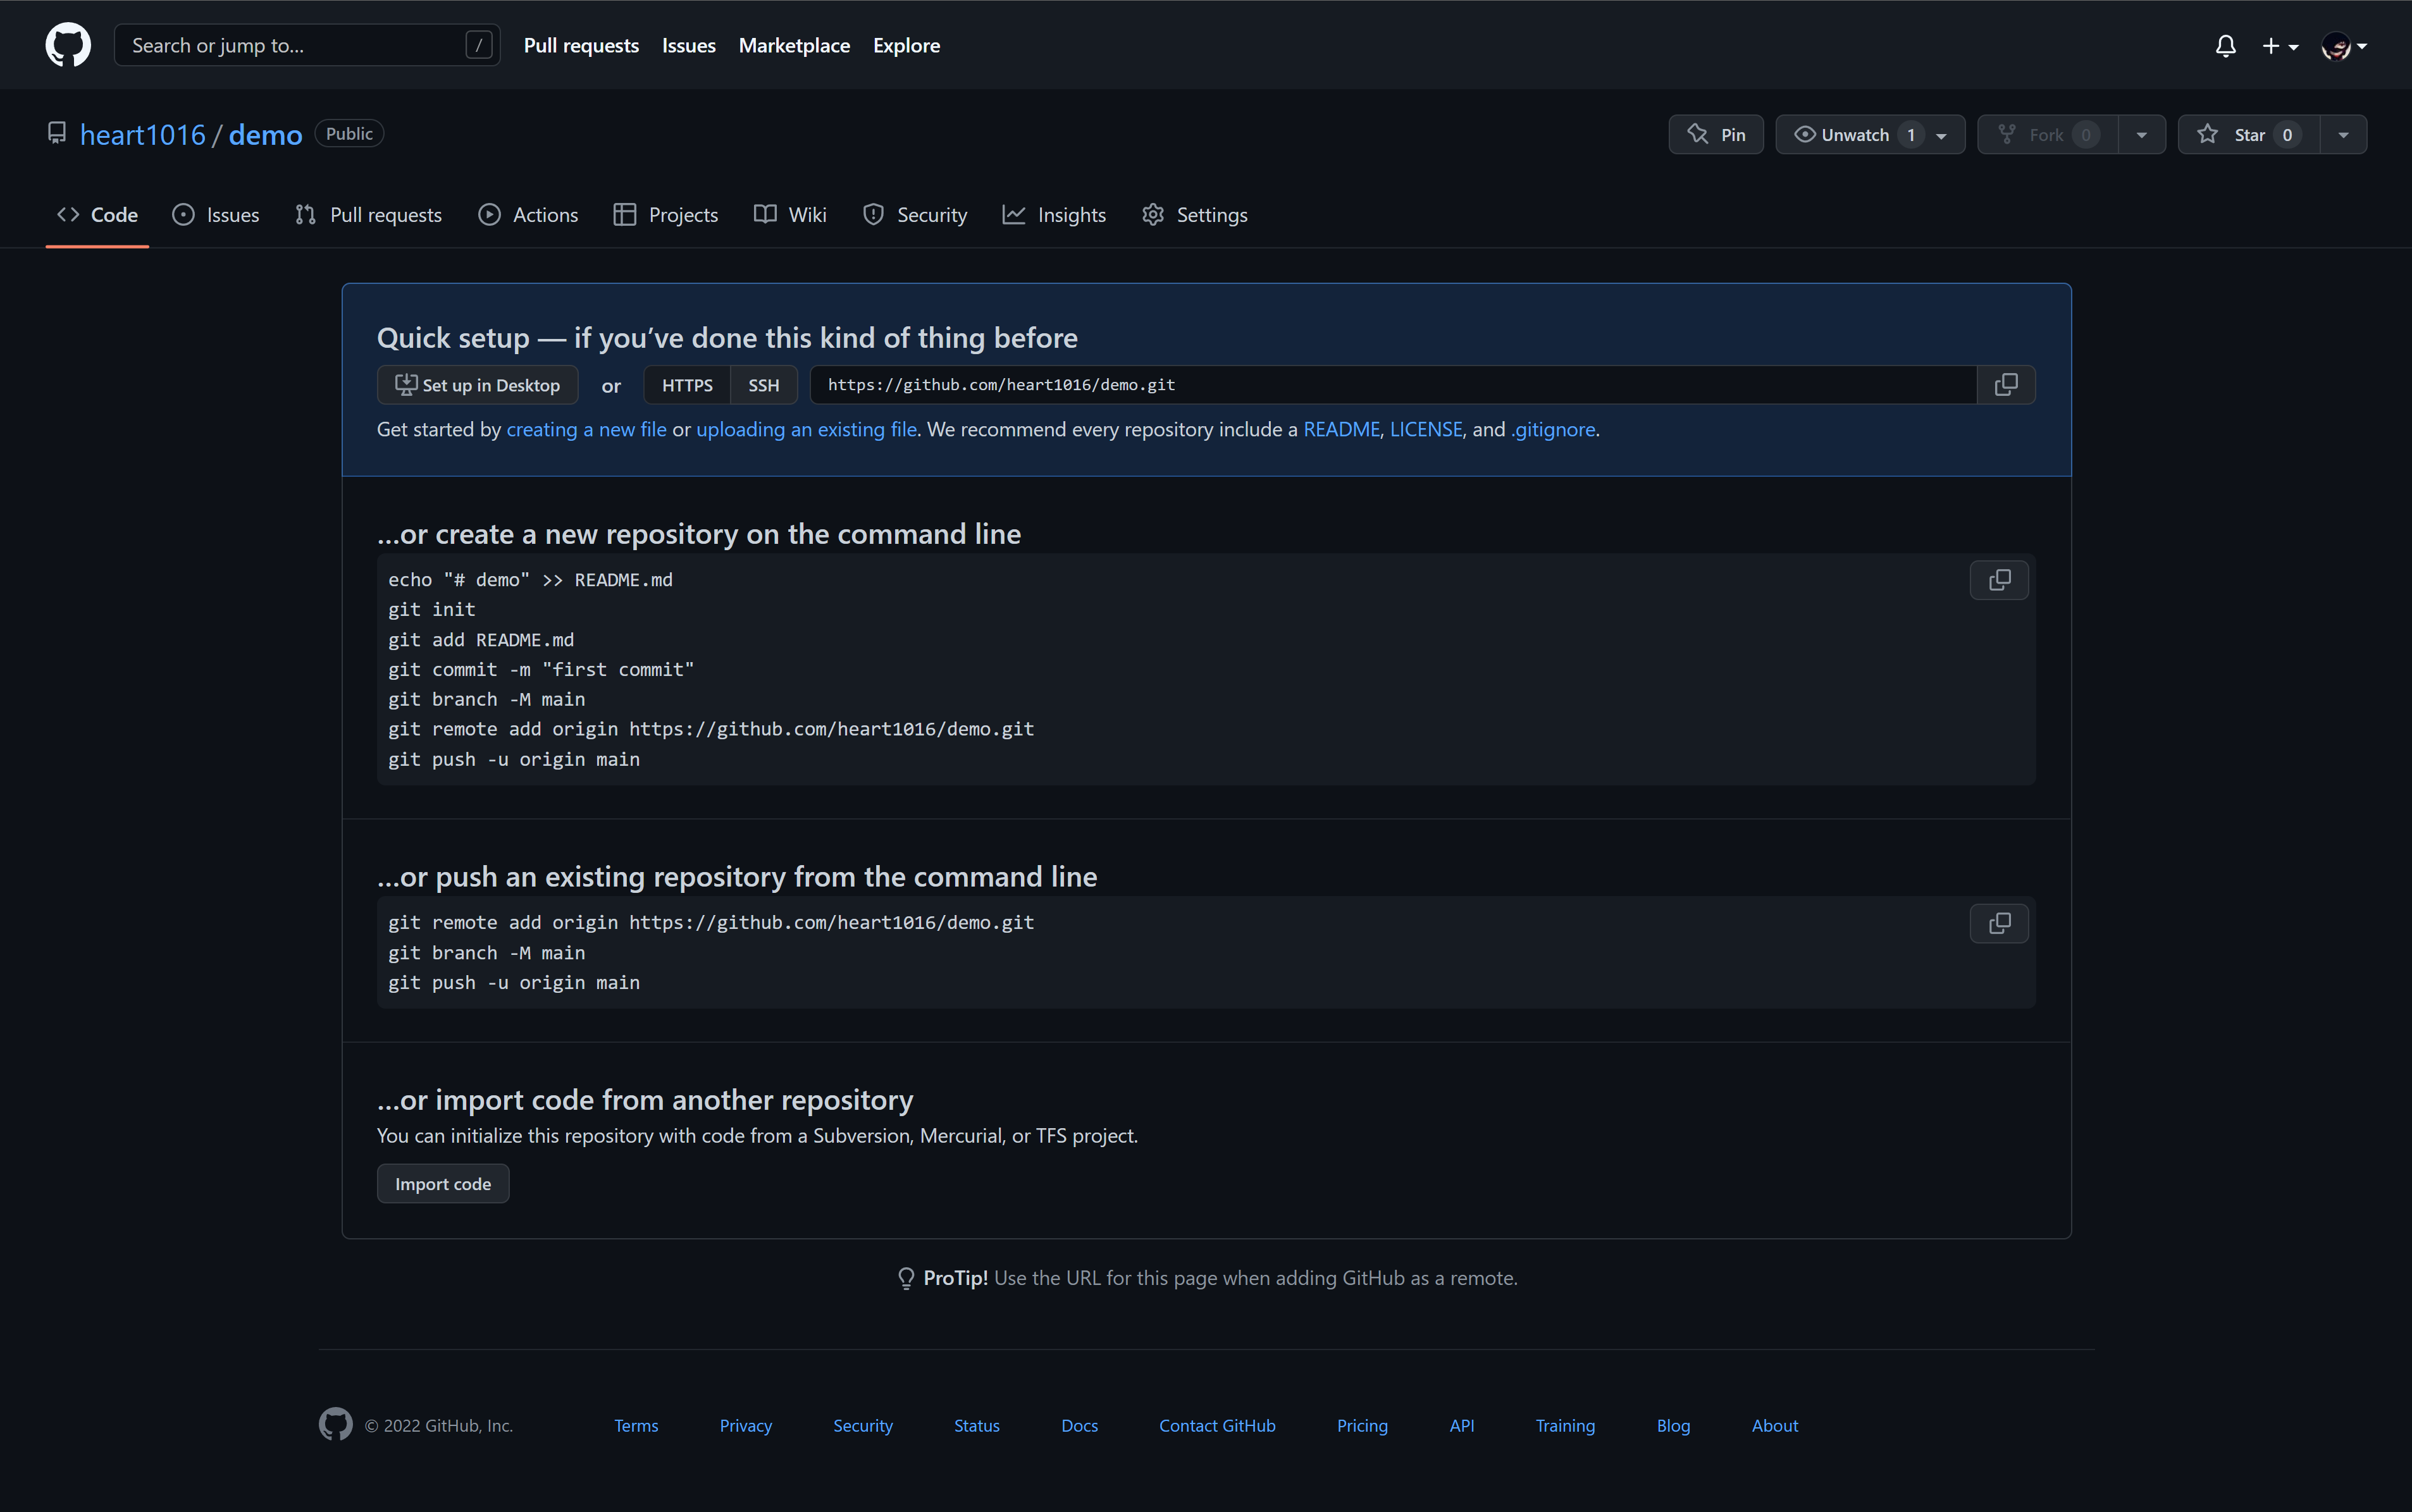 Search or jump to... /
Pull requests Issues Marketplace Explore
heart1016 / demo Public
Pin Unwatch 1 Fork 0 Star 0
Code Issues Pull requests Actions Projects Wiki Security Insights Settings
Quick setup — if you’ve done this kind of thing before
Set up in Desktop or HTTPS SSH https://github.com/heart1016/demo.git
Get started by creating a new file or uploading an existing file. We recommend every repository include a README, LICENSE, and .gitignore.
…or create a new repository on the command line
echo "# demo" >> README.md
git init
git add README.md
git commit -m "first commit"
git branch -M main
git remote add origin https://github.com/heart1016/demo.git
git push -u origin main
…or push an existing repository from the command line
git remote add origin https://github.com/heart1016/demo.git
git branch -M main
git push -u origin main
…or import code from another repository
You can initialize this repository with code from a Subversion, Mercurial, or TFS project.
Import code
ProTip! Use the URL for this page when adding GitHub as a remote.
© 2022 GitHub, Inc. Terms Privacy Security Status Docs Contact GitHub Pricing API Training Blog About